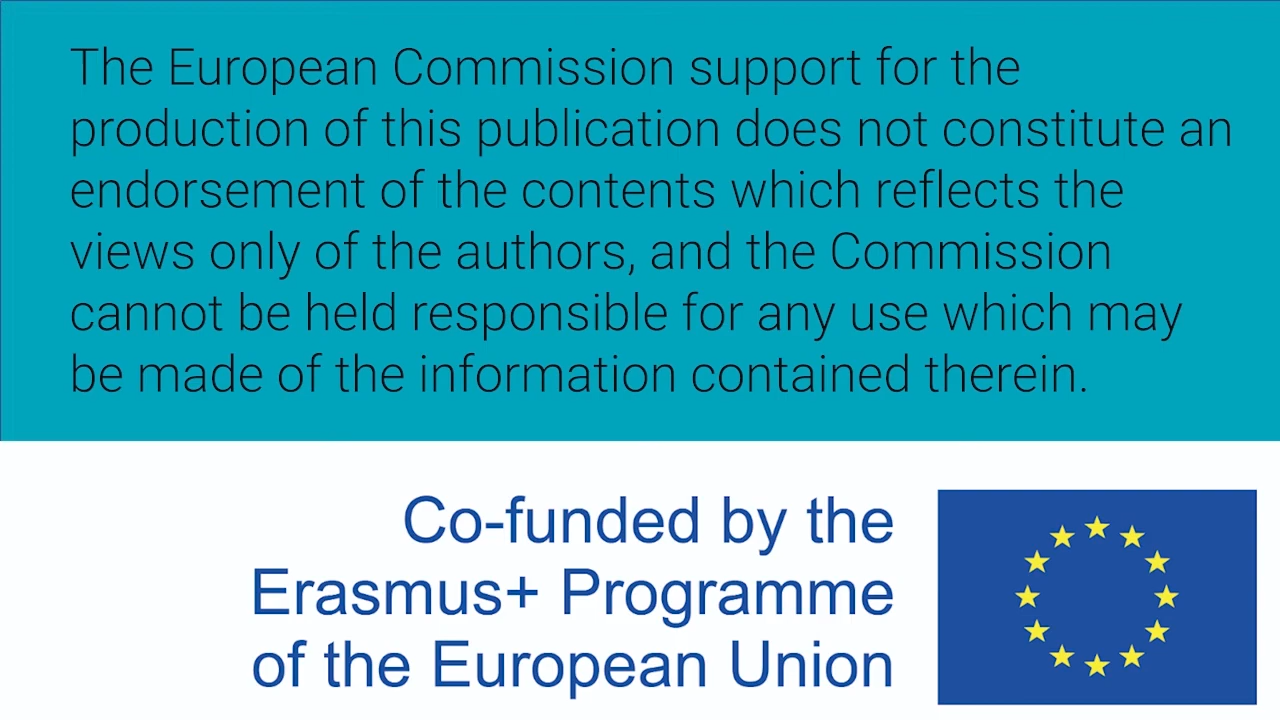 The European Commission support for the
production of this publication does not constitute an
endorsement of the contents which reflects the
views only of the authors, and the Commission
cannot be held responsible for any use which may
be made of the information contained therein.
Co-funded by the
Erasmus+ Programme
of the European Union